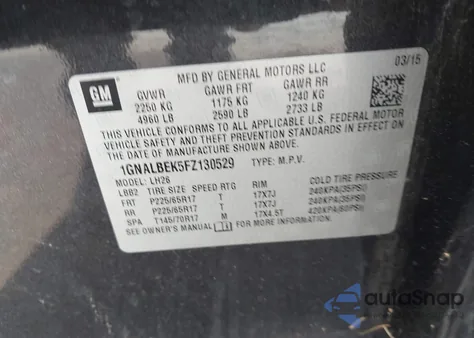 GM
MFD BY GENERAL MOTORS LLC
03/15
GVWR GAWR FRT GAWR RR
2250 KG 1175 KG 1240 KG
4960 LB 2590 LB 2733 LB
THIS VEHICLE CONFORMS TO ALL APPLICABLE U.S. FEDERAL MOTOR
VEHICLE SAFETY AND THEFT PREVENTION STANDARDS IN EFFECT ON
THE DATE OF MANUFACTURE SHOWN ABOVE.
1GNALBEK5FZ130529 TYPE: M.P.V.
MODEL: LH26
LBB2 TIRE SIZE SPEED RTG RIM COLD TIRE PRESSURE
FRT P225/65R17 T 17X7J 240KPA(35PSI)
RR P225/65R17 T 17X7J 240KPA(35PSI)
SPA T145/70R17 M 17X4.5T 420KPA(60PSI)
SEE OWNER'S MANUAL FOR MORE INFORMATION.
autoSnap